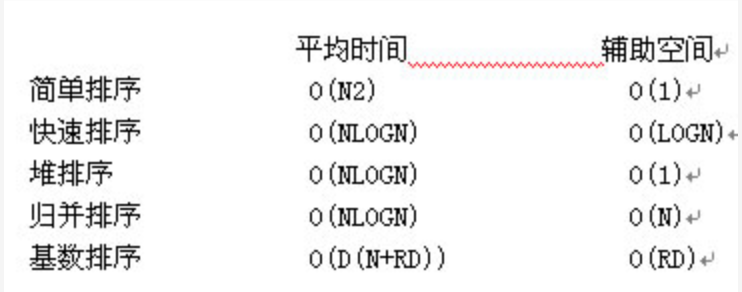 平均时间 辅助空间
简单排序 O(N2) O(1)
快速排序 O(NLOGN) O(LOGN)
堆排序 O(NLOGN) O(1)
归并排序 O(NLOGN) O(N)
基数排序 O(D(N+RD)) O(RD)